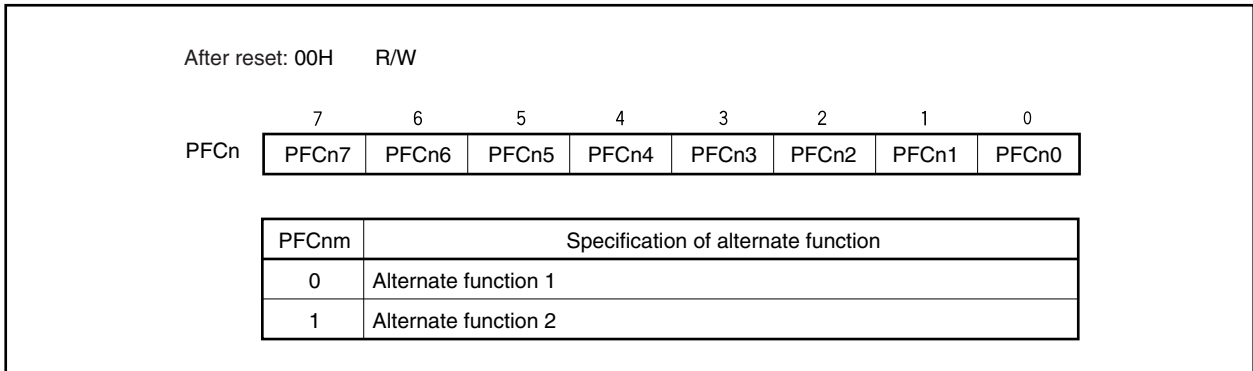 After reset: 00H R/W
7 6 5 4 3 2 1 0
PFCn PFCn7 PFCn6 PFCn5 PFCn4 PFCn3 PFCn2 PFCn1 PFCn0
PFCnm Specification of alternate function
0 Alternate function 1
1 Alternate function 2